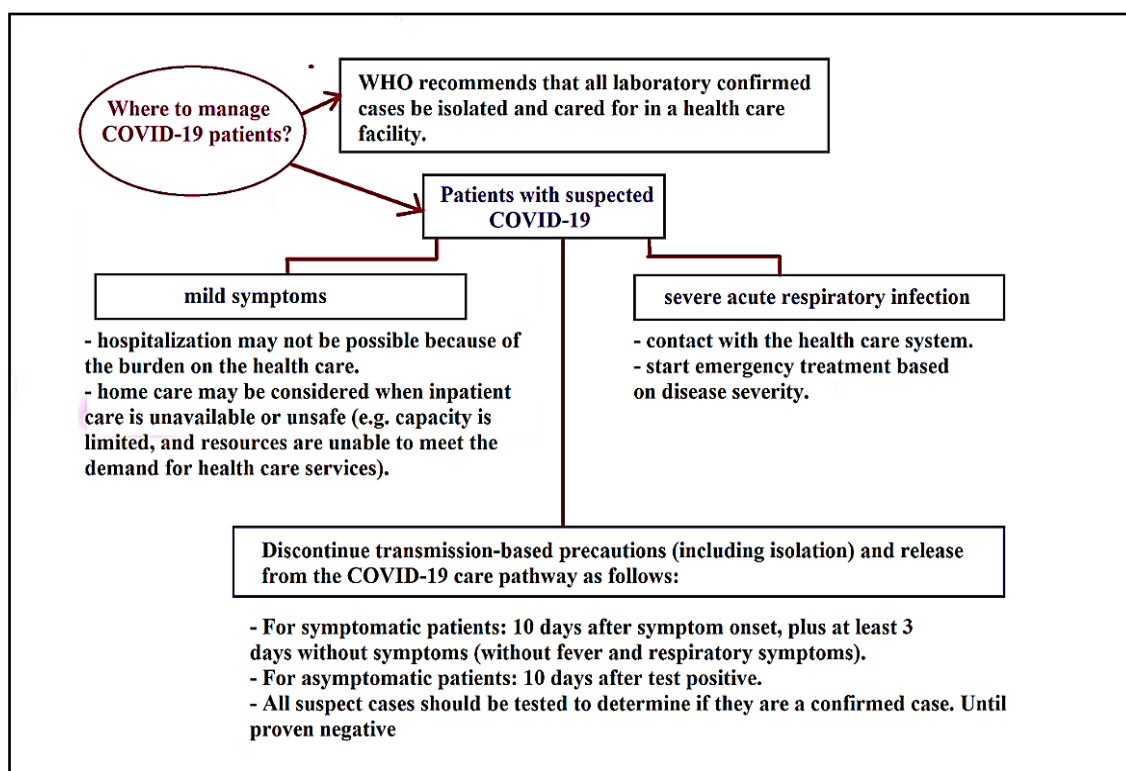 Where to manage
COVID-19 patients?
WHO recommends that all laboratory confirmed
cases be isolated and cared for in a health care
facility.
Patients with suspected
COVID-19
mild symptoms
- hospitalization may not be possible because of
the burden on the health care.
- home care may be considered when inpatient
care is unavailable or unsafe (e.g. capacity is
limited, and resources are unable to meet the
demand for health care services).
severe acute respiratory infection
- contact with the health care system.
- start emergency treatment based
on disease severity.
Discontinue transmission-based precautions (including isolation) and release
from the COVID-19 care pathway as follows:
- For symptomatic patients: 10 days after symptom onset, plus at least 3
days without symptoms (without fever and respiratory symptoms).
- For asymptomatic patients: 10 days after test positive.
- All suspect cases should be tested to determine if they are a confirmed case. Until
proven negative